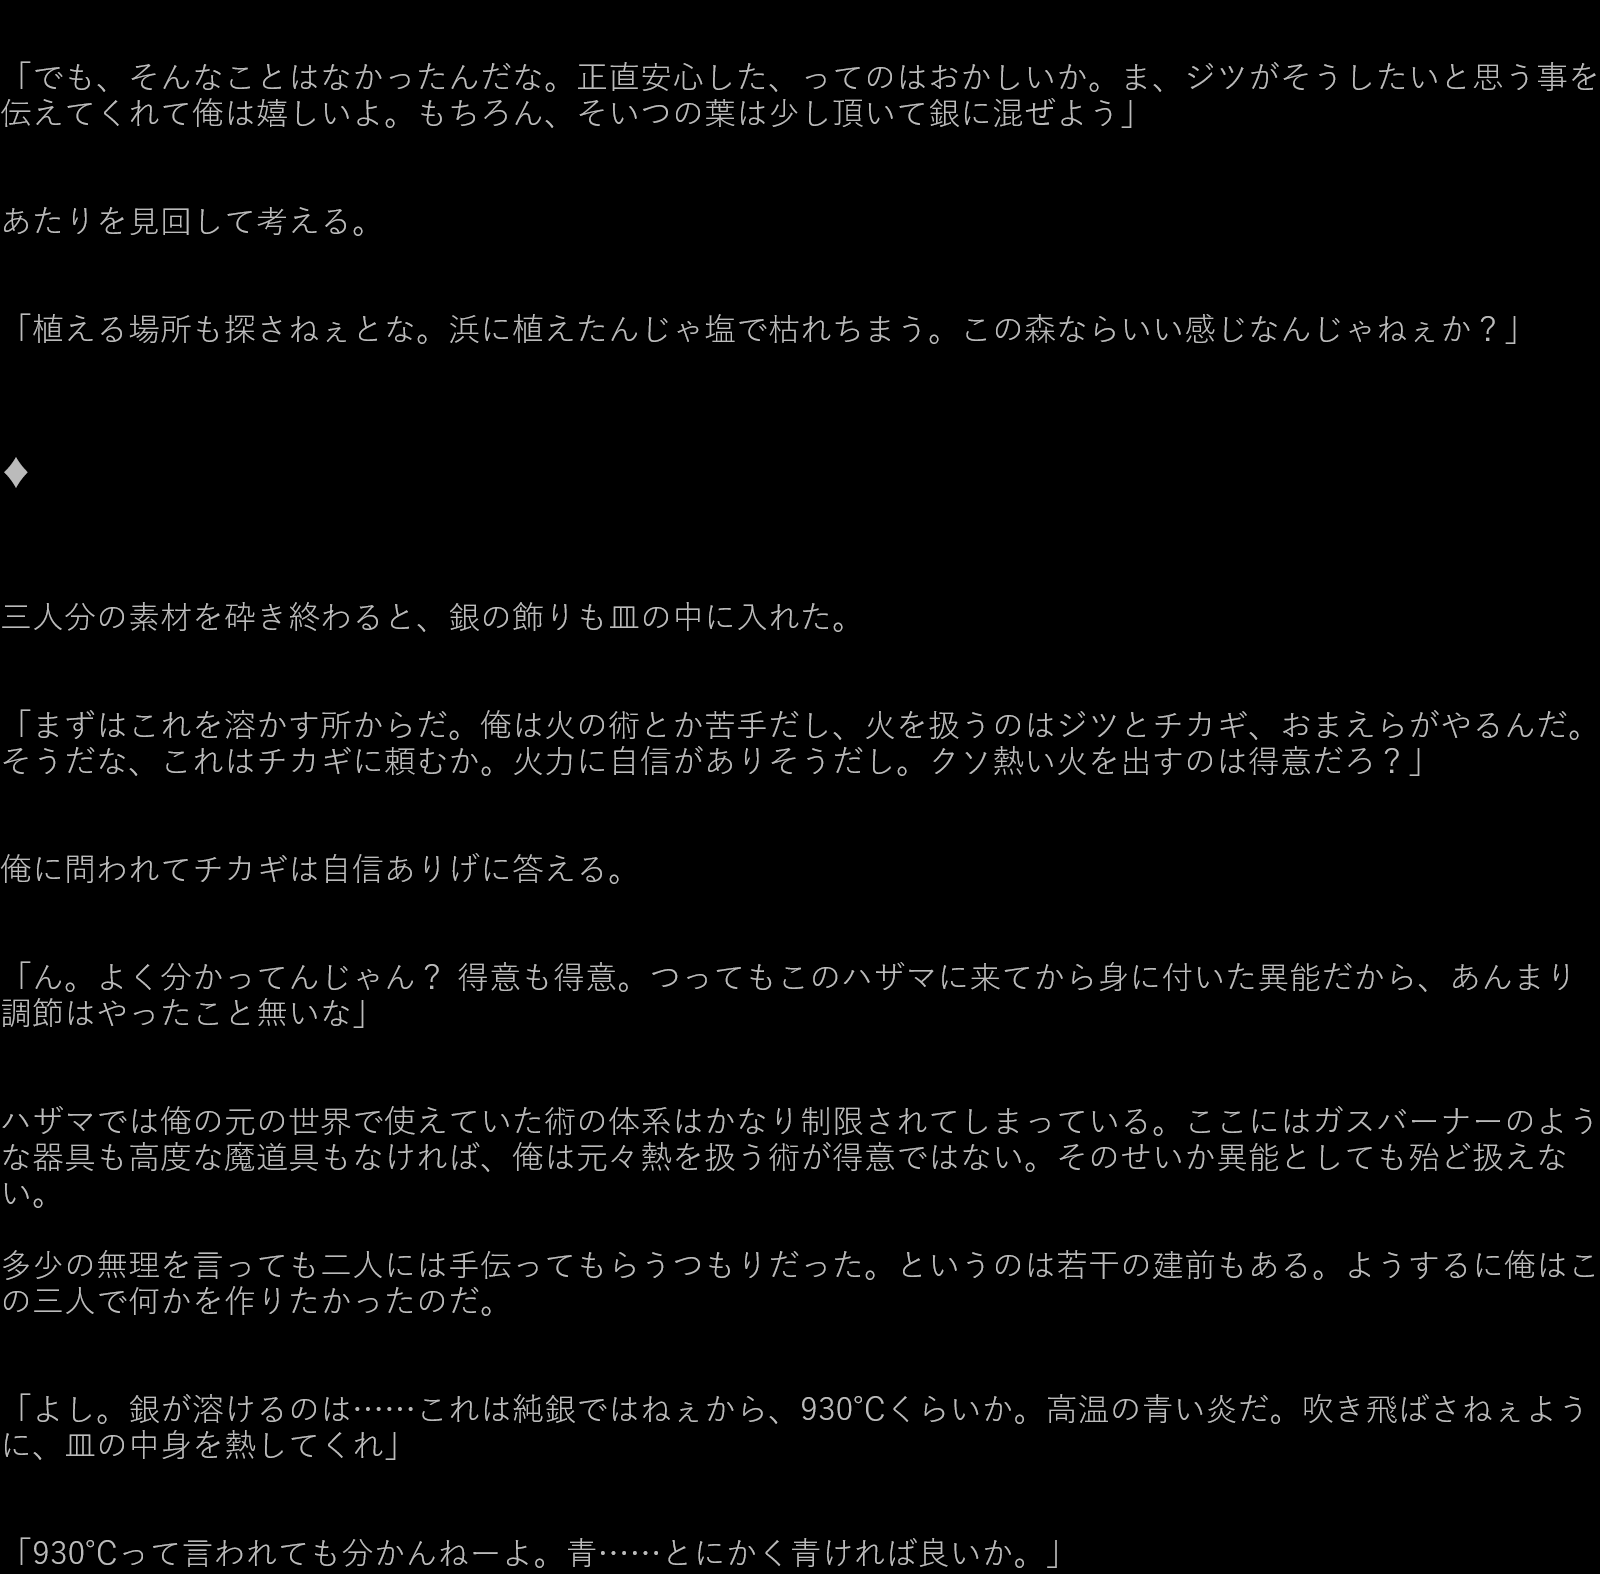 「でも、そんなことはなかったんだな。正直安心した、ってのはおかしいか。ま、ジツがそうしたいと思う事を
伝えてくれて俺は嬉しいよ。もちろん、そいつの葉は少し頂いて銀に混ぜよう」
あたりを見回して考える。
「植える場所も探さねぇとな。浜に植えたんじゃ塩で枯れちまう。この森ならいい感じなんじゃねぇか？」
♦
三人分の素材を砕き終わると、銀の飾りも皿の中に入れた。
「まずはこれを溶かす所からだ。俺は火の術とか苦手だし、火を扱うのはジツとチカギ、おまえらがやるんだ。
そうだな、これはチカギに頼むか。火力に自信がありそうだし。クソ熱い火を出すのは得意だろ？」
俺に問われてチカギは自信ありげに答える。
「ん。よく分かってんじゃん？ 得意も得意。つってもこのハザマに来てから身に付いた異能だから、あんまり
調節はやったこと無いな」
ハザマでは俺の元の世界で使えていた術の体系はかなり制限されてしまっている。ここにはガスバーナーのよう
な器具も高度な魔道具もなければ、俺は元々熱を扱う術が得意ではない。そのせいか異能としても殆ど扱えな
い。
多少の無理を言っても二人には手伝ってもらうつもりだった。というのは若干の建前もある。ようするに俺はこ
の三人で何かを作りたかったのだ。
「よし。銀が溶けるのは……これは純銀ではねぇから、930℃くらいか。高温の青い炎だ。吹き飛ばさねぇよう
に、皿の中身を熱してくれ」
「930℃って言われても分かんねーよ。青……とにかく青ければ良いか。」